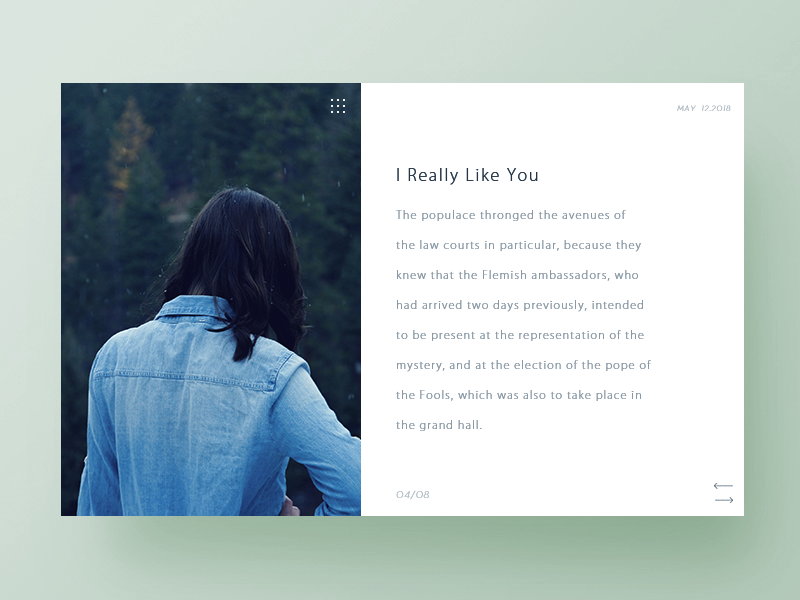 MAY 12.2018
I Really Like You
The populace thronged the avenues of
the law courts in particular, because they
knew that the Flemish ambassadors, who
had arrived two days previously, intended
to be present at the representation of the
mystery, and at the election of the pope of
the Fools, which was also to take place in
the grand hall.
04/08